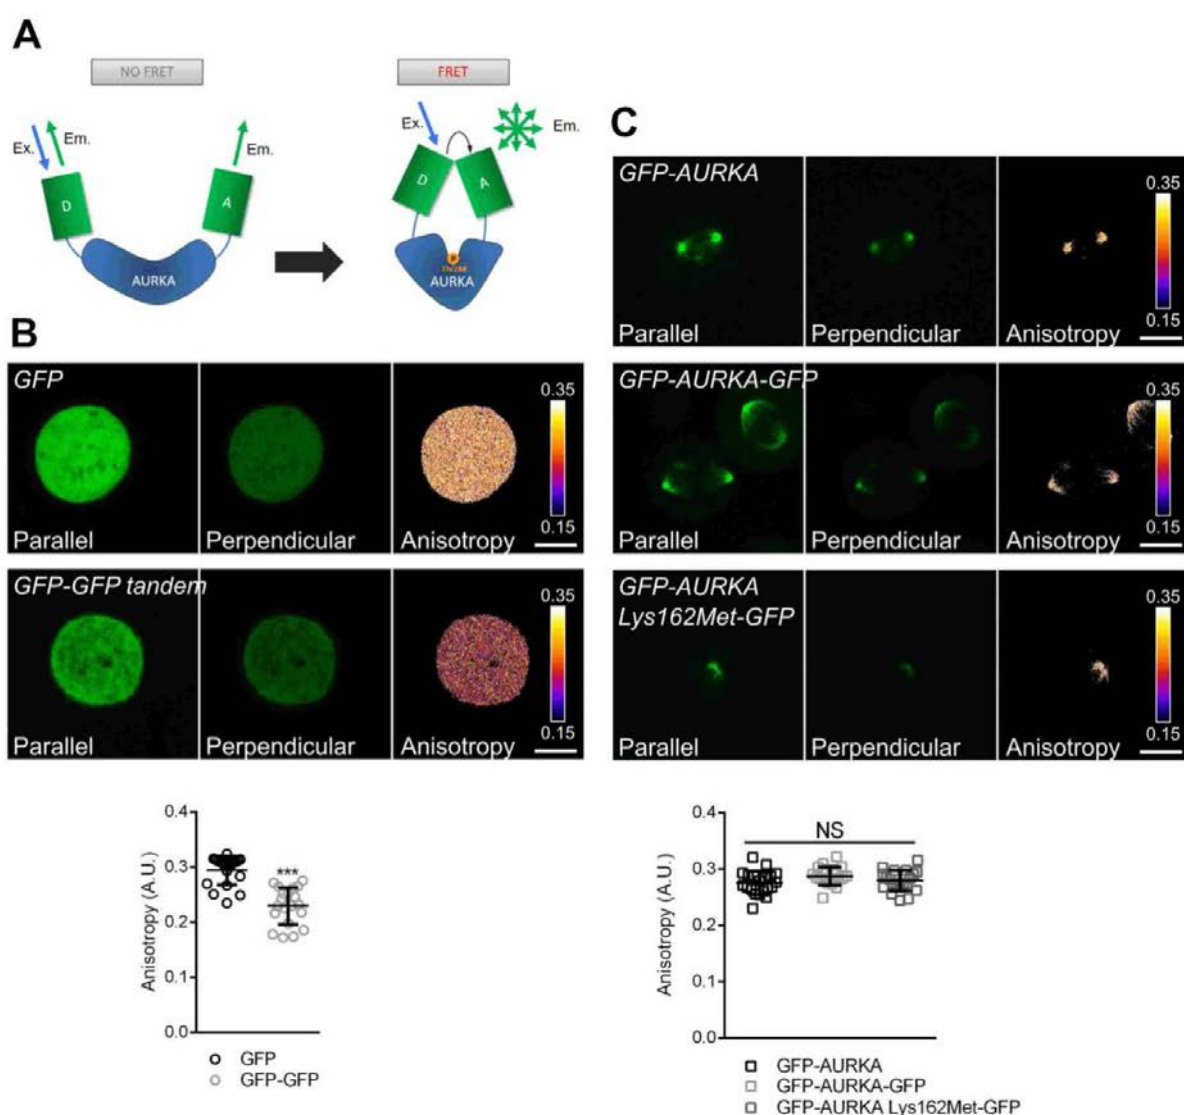 A
NO FRET
FRET
Ex.
Em.
Em.
D
A
AURKA
Ex.
Em.
D
A
P
AURKA
B
GFP
Parallel
Perpendicular
Anisotropy
0.35
0.15
GFP-GFP tandem
Parallel
Perpendicular
Anisotropy
0.35
0.15
Anisotropy (A.U.)
0.4
0.3
0.2
0.1
0.0
***
GFP
GFP-GFP
C
GFP-AURKA
Parallel
Perpendicular
Anisotropy
0.35
0.15
GFP-AURKA-GFP
Parallel
Perpendicular
Anisotropy
0.35
0.15
GFP-AURKA
Lys162Met-GFP
Parallel
Perpendicular
Anisotropy
0.35
0.15
Anisotropy (A.U.)
0.4
0.3
0.2
0.1
0.0
NS
GFP-AURKA
GFP-AURKA-GFP
GFP-AURKA Lys162Met-GFP